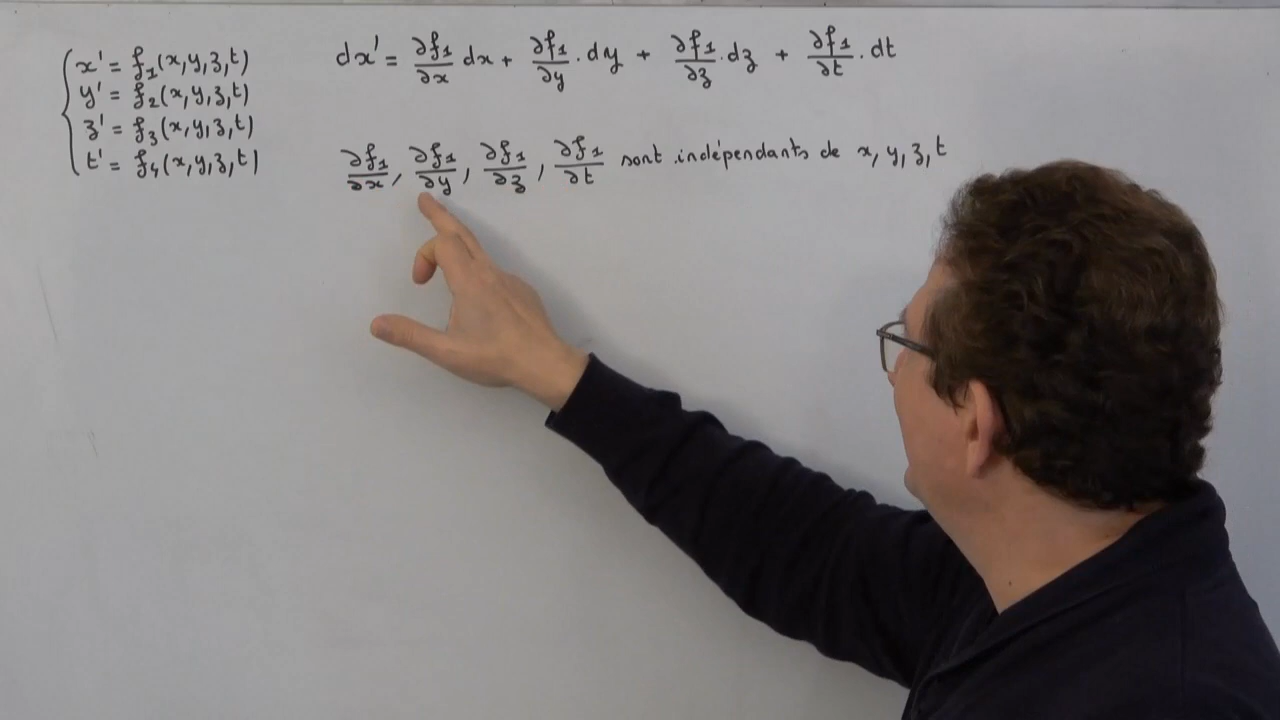 x' = f₁(x,y,z,t)
y' = f₂(x,y,z,t)
z' = f₃(x,y,z,t)
t' = f₄(x,y,z,t)
dx' = ∂f₁/∂x dx + ∂f₁/∂y · dy + ∂f₁/∂z · dz + ∂f₁/∂t · dt
∂f₁/∂x, ∂f₁/∂y, ∂f₁/∂z, ∂f₁/∂t sont indépendants de x, y, z, t